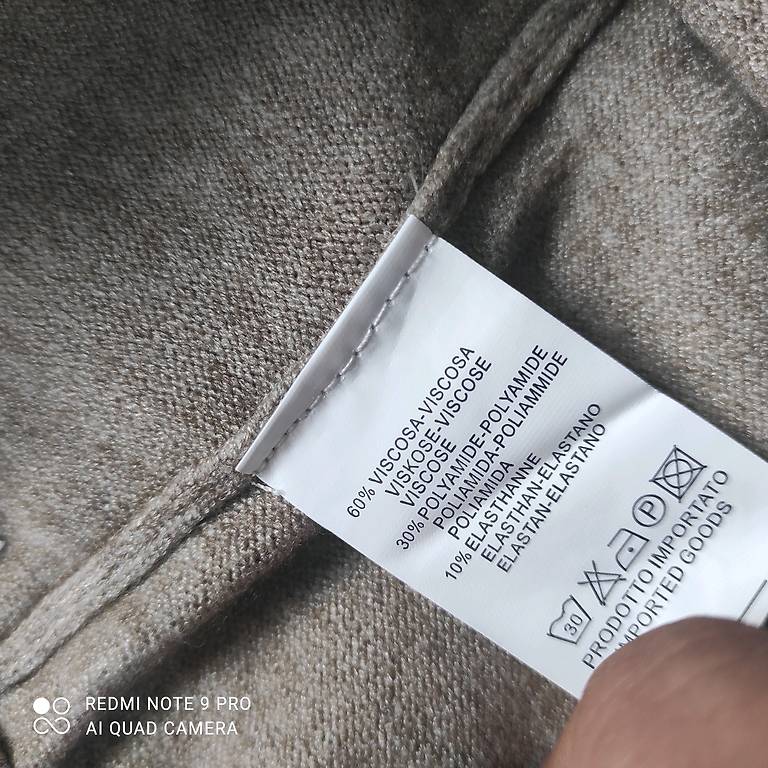 60% VISCOSA-VISCOSA
VISKOSE-VISCOSE
VISCOSE
30% POLYAMIDE-POLYAMIDE
POLIAMIDA-POLIAMMIDE
POLIAMIDA
10% ELASTHANNE
ELASTHAN-ELASTANO
ELASTAN-ELASTANO
30 P
PRODOTTO IMPORTATO
IMPORTED GOODS
REDMI NOTE 9 PRO
AI QUAD CAMERA